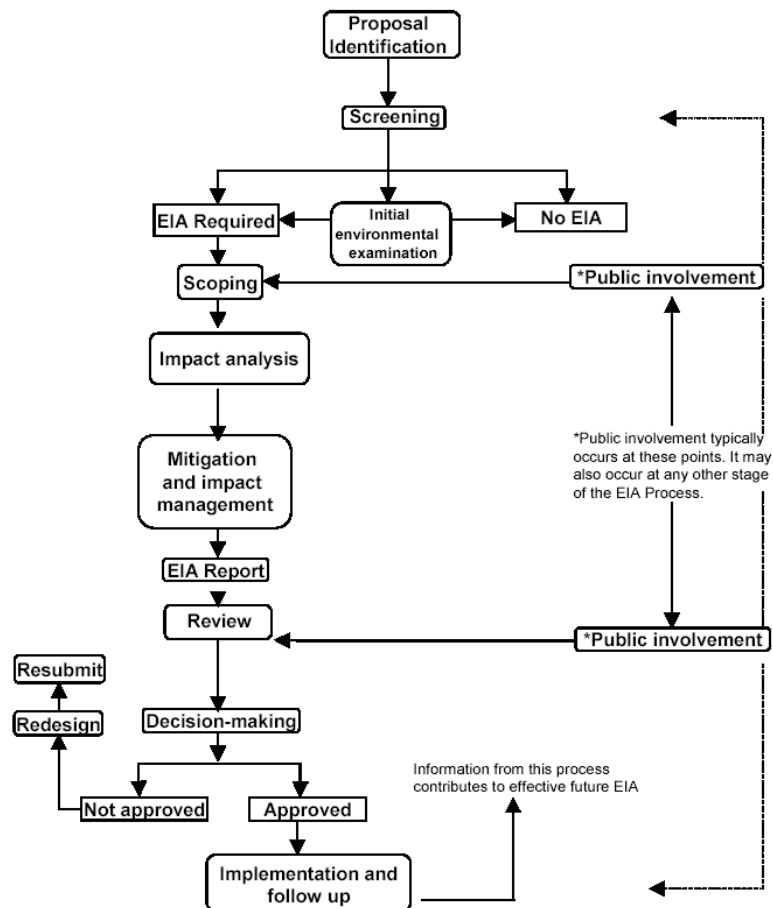 Proposal
Identification
Screening
EIA Required
Initial
environmental
examination
No EIA
Scoping
*Public involvement
Impact analysis
*Public involvement typically
occurs at these points. It may
also occur at any other stage
of the EIA Process.
Mitigation
and impact
management
EIA Report
Review
*Public involvement
Resubmit
Redesign
Decision-making
Not approved
Approved
Information from this process
contributes to effective future EIA
Implementation and
follow up